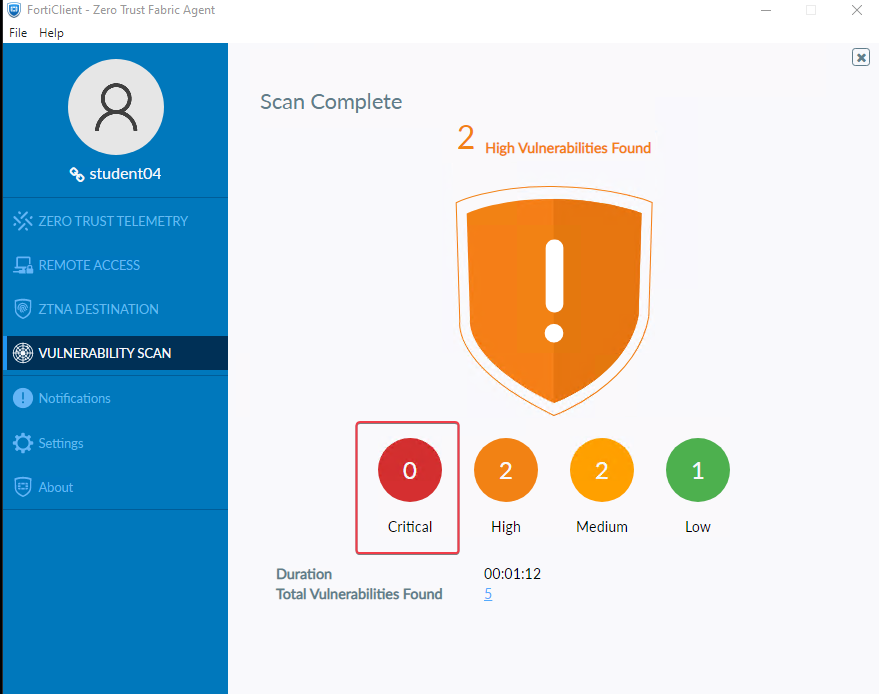 FortiClient - Zero Trust Fabric Agent
File Help
student04
ZERO TRUST TELEMETRY
REMOTE ACCESS
ZTNA DESTINATION
VULNERABILITY SCAN
Notifications
Settings
About
Scan Complete
2 High Vulnerabilities Found
0 2 2 1
Critical High Medium Low
Duration 00:01:12
Total Vulnerabilities Found 5